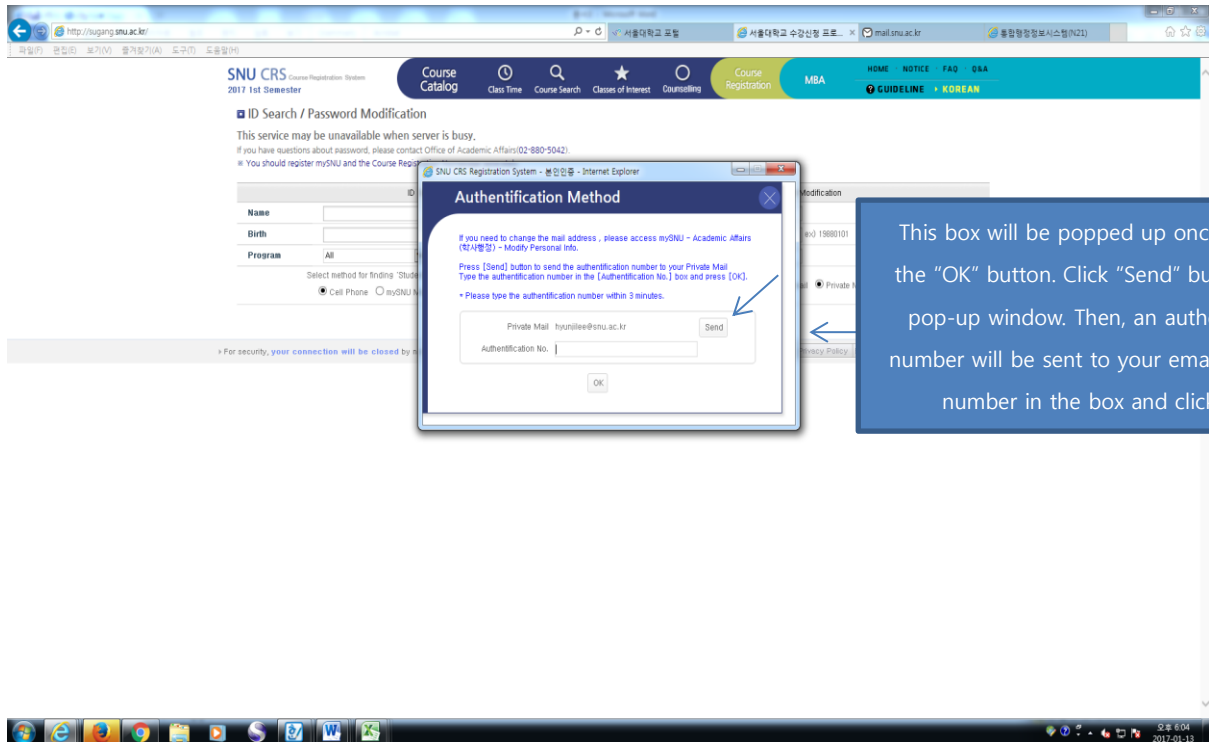 http://sugang.snu.ac.kr/
서울대학교 포털
서울대학교 수강신청 프로...
mail.snu.ac.kr
통합행정정보시스템(N21)
파일(F) 편집(E) 보기(V) 즐겨찾기(A) 도구(T) 도움말(H)
SNU CRS Course Registration System
2017 1st Semester
Course Catalog
Class Time
Course Search
Classes of Interest
Counselling
Course Registration
MBA
HOME · NOTICE · FAQ · Q&A
GUIDELINE KOREAN
ID Search / Password Modification
This service may be unavailable when server is busy.
If you have questions about password, please contact Office of Academic Affairs(02-880-5042).
※ You should register mySNU and the Course Regist
ID
Modification
Name
Birth
ex) 19880101
Program All
Select method for finding 'Stude
Cell Phone mySNU M
ail Private M
» For security, your connection will be closed by n
Privacy Policy
SNU CRS Registration System - 본인인증 - Internet Explorer
Authentification Method
If you need to change the mail address , please access mySNU - Academic Affairs
(학사행정) - Modify Personal Info.
Press [Send] button to send the authentification number to your Private Mail
Type the authentification number in the [Authentification No.] box and press [OK].
* Please type the authentification number within 3 minutes.
Private Mail hyunjilee@snu.ac.kr Send
Authentification No.
OK
This box will be popped up onc
the “OK” button. Click “Send” bu
pop-up window. Then, an auth
number will be sent to your ema
number in the box and clic
오후 6:04
2017-01-13